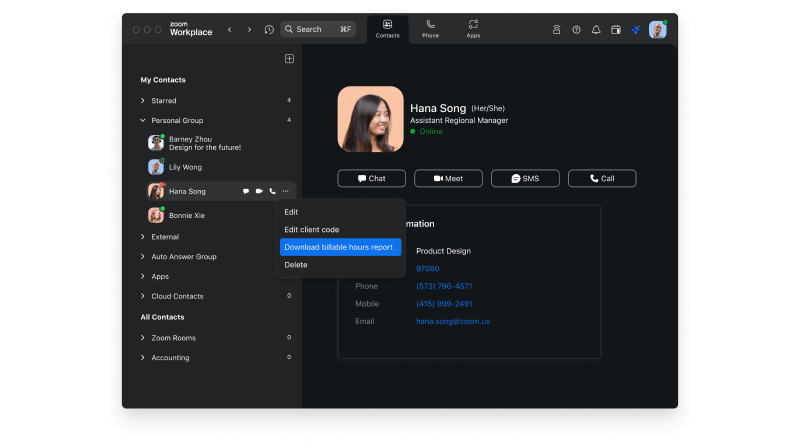 zoom
Workplace
Search ⌘F
Contacts
Phone
Apps
My Contacts
Starred 4
Personal Group 4
Barney Zhou
Design for the future!
Lily Wong
Hana Song
Bonnie Xie
External
Auto Answer Group
Apps
Cloud Contacts 0
All Contacts
Zoom Rooms 0
Accounting 0
Edit
Edit client code
Download billable hours report
Delete
Hana Song (Her/She)
Assistant Regional Manager
Online
Chat
Meet
SMS
Call
mation
Product Design
97080
Phone (573) 796-4571
Mobile (415) 999-2491
Email hana.song@zoom.us